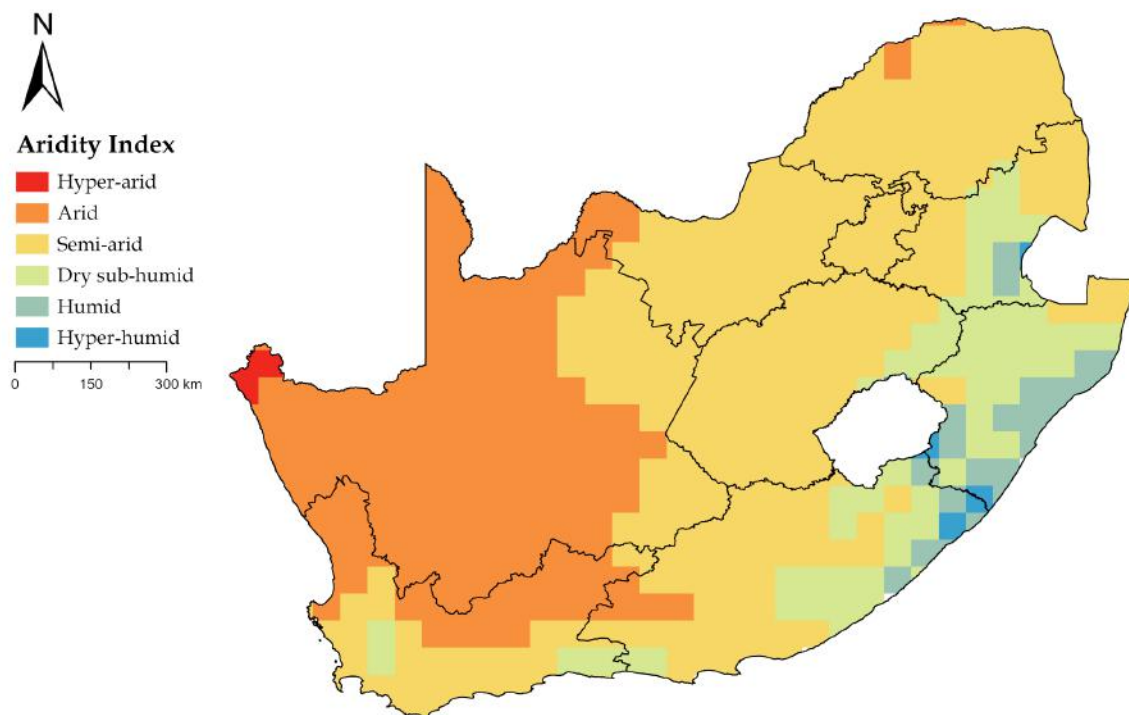 N
Aridity Index
Hyper-arid
Arid
Semi-arid
Dry sub-humid
Humid
Hyper-humid
0 150 300 km